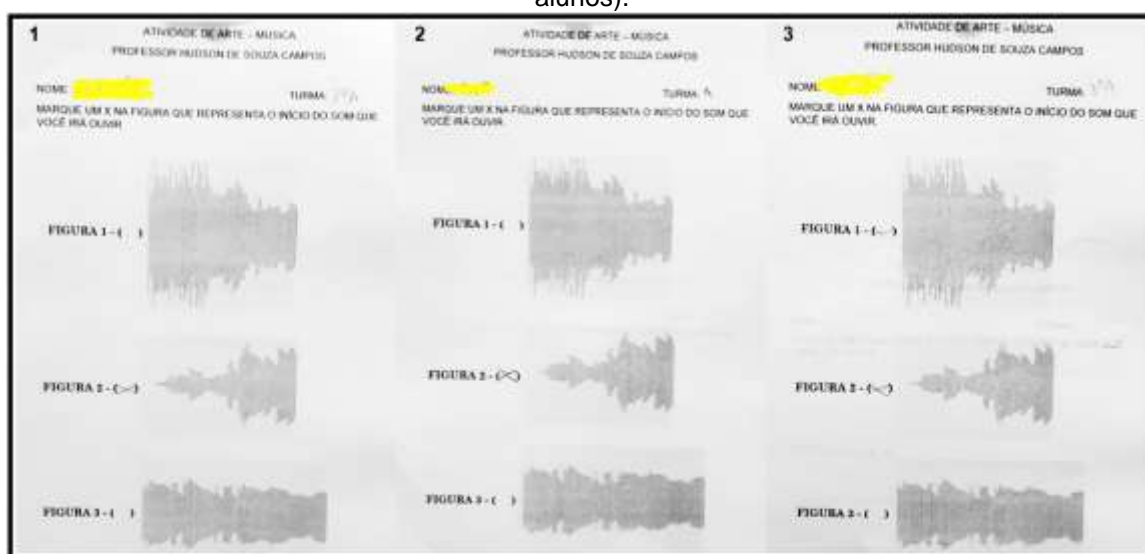 alunos).
1
ATIVIDADE DE ARTE - MÚSICA
PROFESSOR HUDSON DE SOUZA CAMPOS
NOME:
TURMA:
MARQUE UM X NA FIGURA QUE REPRESENTA O INÍCIO DO SOM QUE
VOCÊ IRÁ OUVIR
FIGURA 1 - ( )
FIGURA 2 - (X)
FIGURA 3 - ( )
2
ATIVIDADE DE ARTE - MÚSICA
PROFESSOR HUDSON DE SOUZA CAMPOS
NOME:
TURMA: A
MARQUE UM X NA FIGURA QUE REPRESENTA O INÍCIO DO SOM QUE
VOCÊ IRÁ OUVIR
FIGURA 1 - ( )
FIGURA 2 - (X)
FIGURA 3 - ( )
3
ATIVIDADE DE ARTE - MÚSICA
PROFESSOR HUDSON DE SOUZA CAMPOS
NOME:
TURMA:
MARQUE UM X NA FIGURA QUE REPRESENTA O INÍCIO DO SOM QUE
VOCÊ IRÁ OUVIR
FIGURA 1 - ( )
FIGURA 2 - (X)
FIGURA 3 - ( )